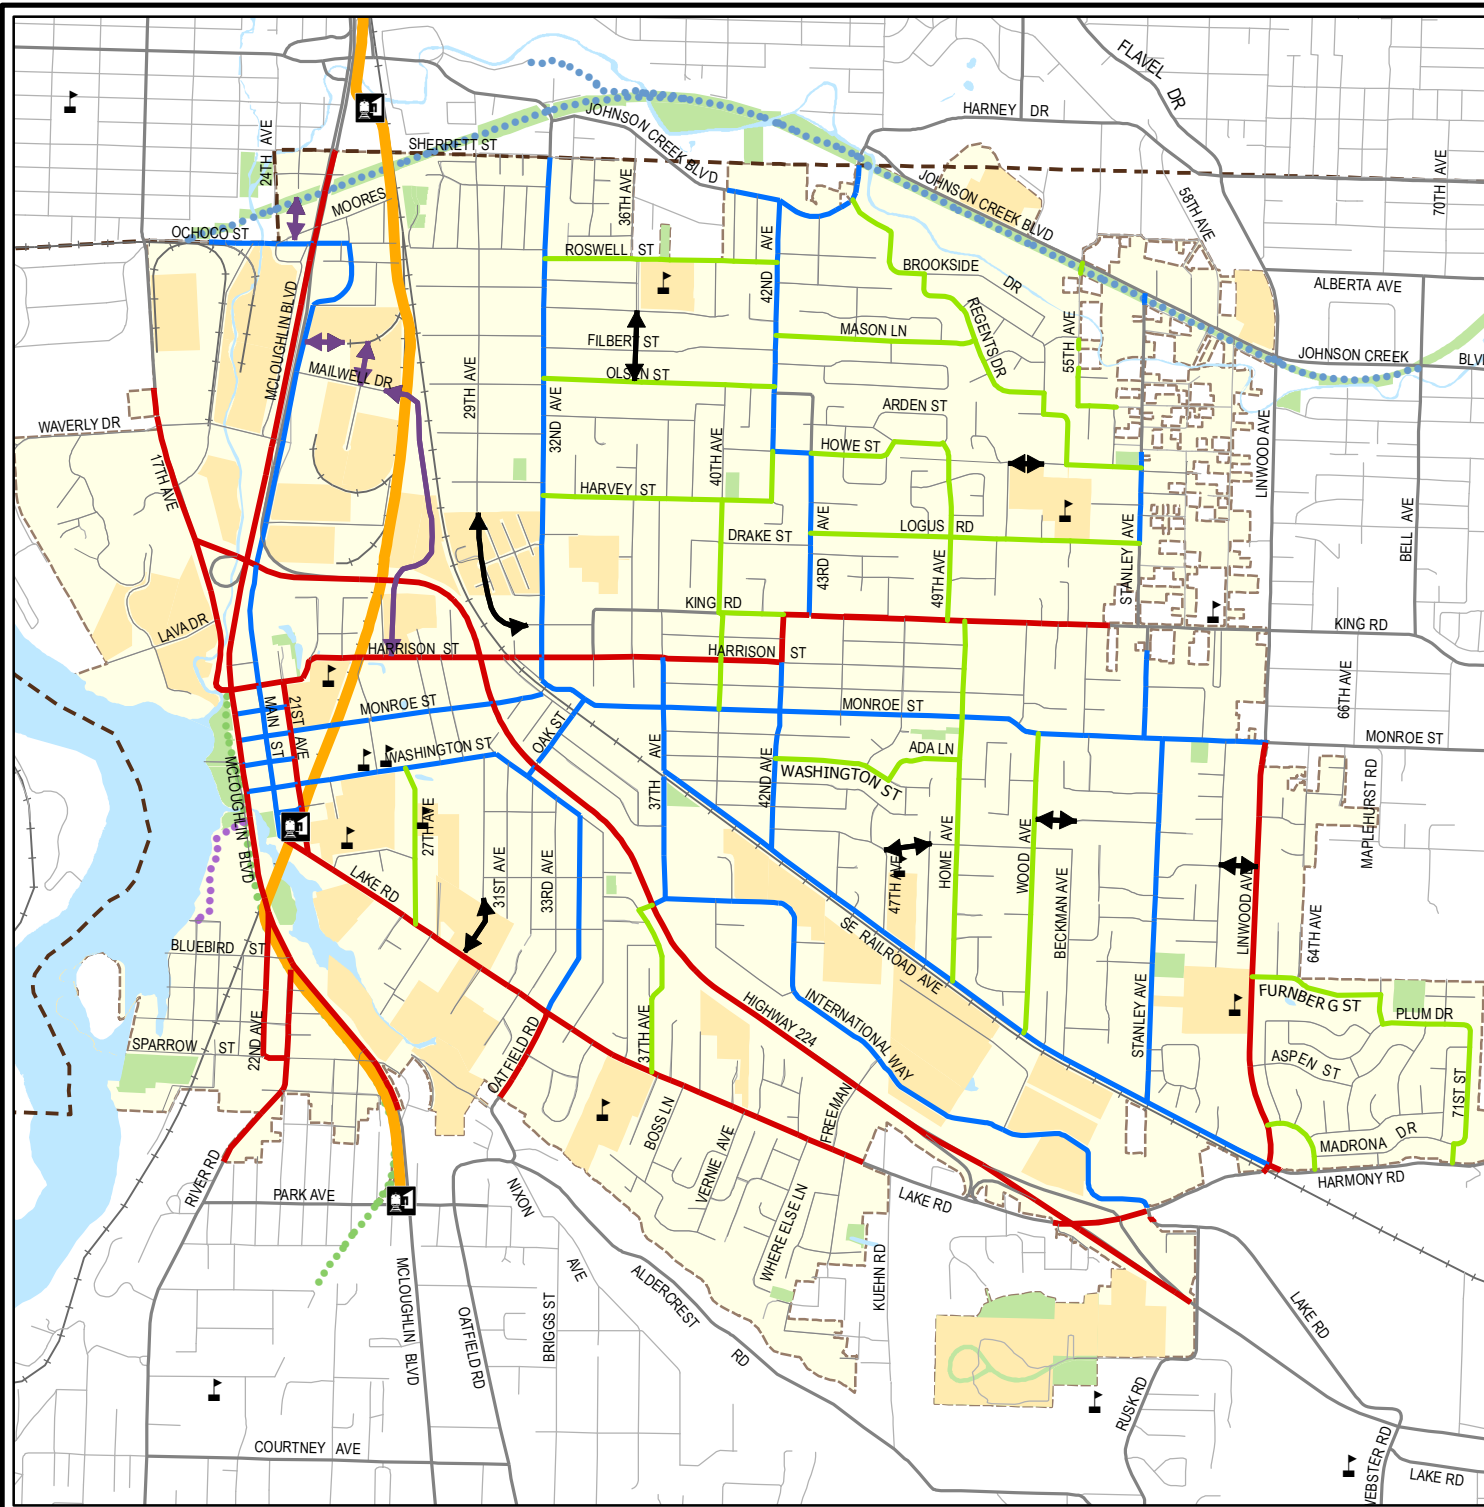 FLAVEL DR
HARNEY DR
24TH AVE
SHERRETT ST
JOHNSON CREEK BLVD
36TH AVE
70TH AVE
58TH AVE
MOORES
OCHOCO ST
JOHNSON CREEK BLVD
ROSWELL ST
42ND AVE
BROOKSIDE DR
ALBERTA AVE
MCLOUGHLIN BLVD
REGENTS DR
FILBERT ST
MASON LN
55TH AVE
JOHNSON CREEK BLVD
MAILWELL DR
OLSEN ST
29TH AVE
32ND AVE
ARDEN ST
WAVERLY DR
HOWE ST
40TH AVE
LINWOOD AVE
17TH AVE
HARVEY ST
43RD AVE
LOGUS RD
DRAKE ST
BELL AVE
STANLEY AVE
49TH AVE
KING RD
LAVA DR
KING RD
HARRISON ST
HARRISON ST
66TH AVE
MAIN ST
21ST AVE
MONROE ST
MONROE ST
OAK ST
MONROE ST
WASHINGTON ST
37TH AVE
42ND AVE
ADA LN
WASHINGTON ST
MCLOUGHLIN BLVD
27TH AVE
MAPLEHURST RD
LAKE RD
31ST AVE
33RD AVE
47TH AVE
HOME AVE
WOOD AVE
BECKMAN AVE
LINWOOD AVE
64TH AVE
BLUEBIRD ST
SE RAILROAD AVE
22ND AVE
SPARROW ST
OATFIELD RD
37TH AVE
HIGHWAY 224
INTERNATIONAL WAY
STANLEY AVE
FURNBERG ST
PLUM DR
ASPEN ST
71ST ST
BOSS LN
VERNIE AVE
FREEMAN
MADRONA DR
RIVER RD
HARMONY RD
PARK AVE
NIXON AVE
WHERE ELSE LN
LAKE RD
KUEHN RD
MCLOUGHLIN BLVD
OATFIELD RD
BRIGGS ST
ALDERCREST RD
LAKE RD
RUSK RD
COURTNEY AVE
WEBSTER RD
LAKE RD